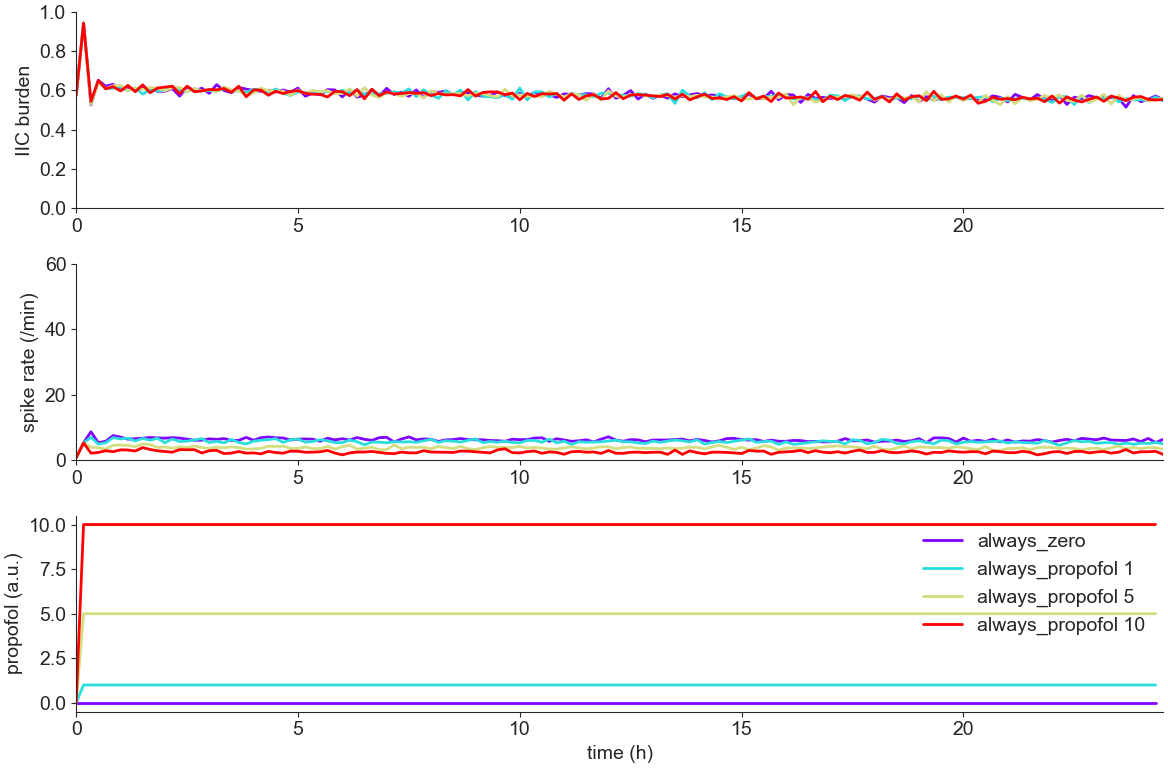 IIC burden
1.0
0.8
0.6
0.4
0.2
0.0
0 5 10 15 20
spike rate (/min)
60
40
20
0
0 5 10 15 20
propofol (a.u.)
10.0
7.5
5.0
2.5
0.0
always_zero
always_propofol 1
always_propofol 5
always_propofol 10
0 5 10 15 20
time (h)